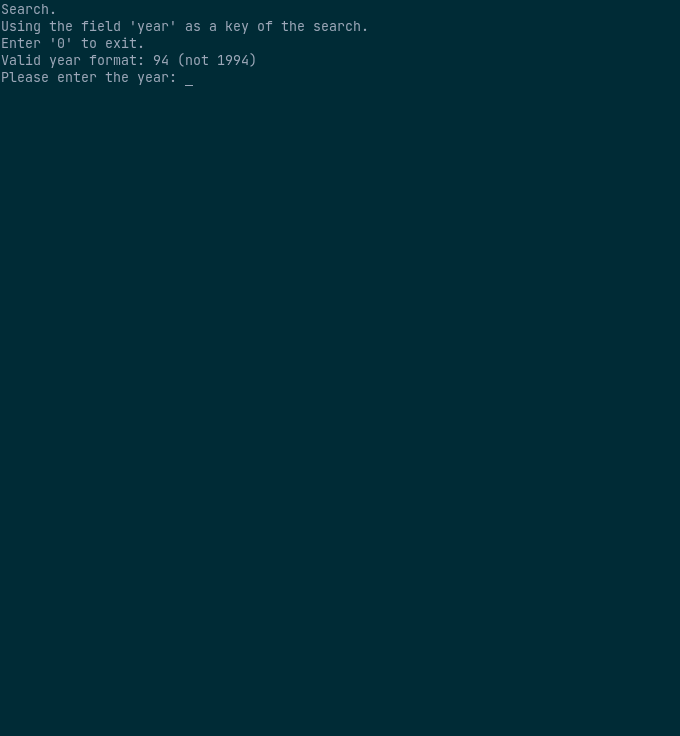 Search.
Using the field 'year' as a key of the search.
Enter '0' to exit.
Valid year format: 94 (not 1994)
Please enter the year: _